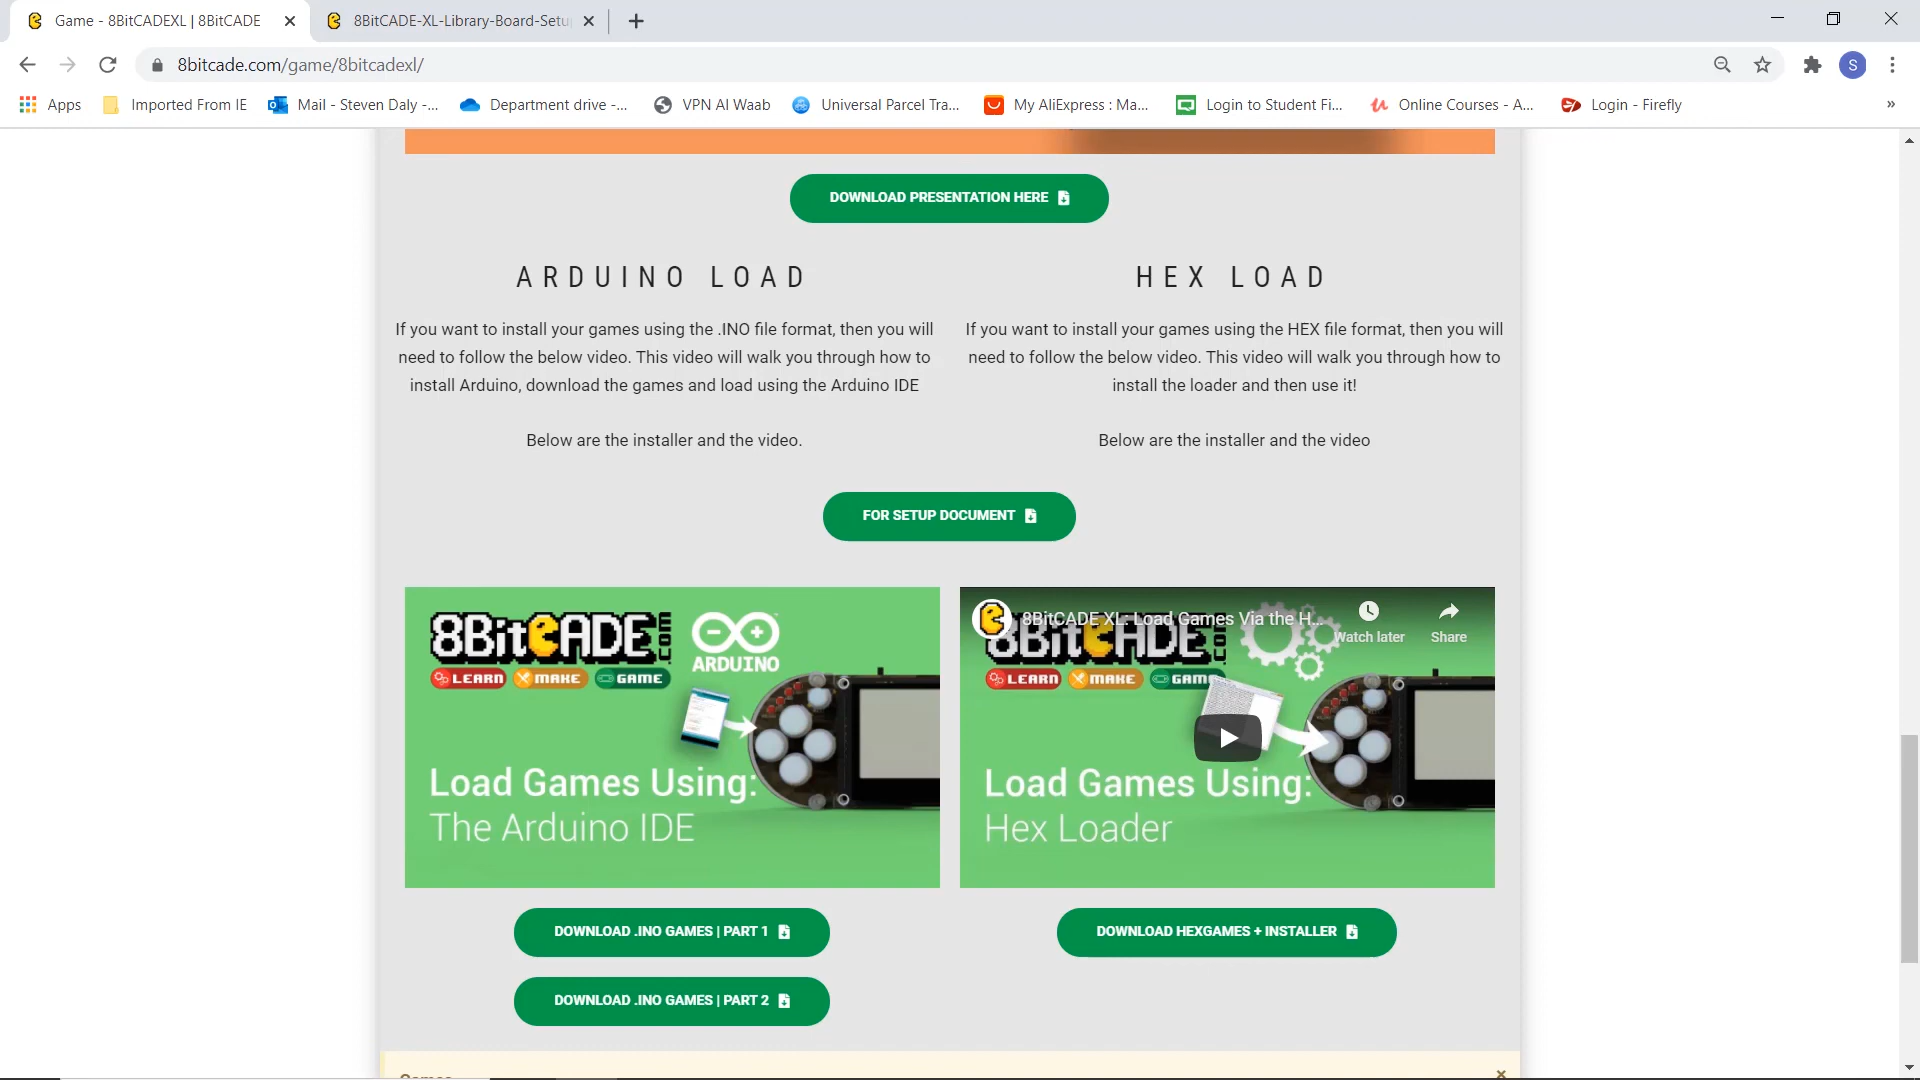 Game - 8BitCADEXL | 8BitCADE
8BitCADE-XL-Library-Board-Setu
8bitcade.com/game/8bitcadexl/
S
Apps
Imported From IE
Mail - Steven Daly -...
Department drive -...
VPN Al Waab
Universal Parcel Tra...
My AliExpress : Ma...
Login to Student Fi...
Online Courses - A...
Login - Firefly
»
DOWNLOAD PRESENTATION HERE
ARDUINO LOAD
If you want to install your games using the .INO file format, then you will
need to follow the below video. This video will walk you through how to
install Arduino, download the games and load using the Arduino IDE
Below are the installer and the video.
HEX LOAD
If you want to install your games using the HEX file format, then you will
need to follow the below video. This video will walk you through how to
install the loader and then use it!
Below are the installer and the video
FOR SETUP DOCUMENT
8BitCADE.com
LEARN MAKE GAME
ARDUINO
Load Games Using:
The Arduino IDE
8BitCADE XL: Load Games Via the H...
Watch later
Share
8BitCADE.com
LEARN MAKE GAME
Load Games Using:
Hex Loader
DOWNLOAD .INO GAMES | PART 1
DOWNLOAD .INO GAMES | PART 2
DOWNLOAD HEXGAMES + INSTALLER